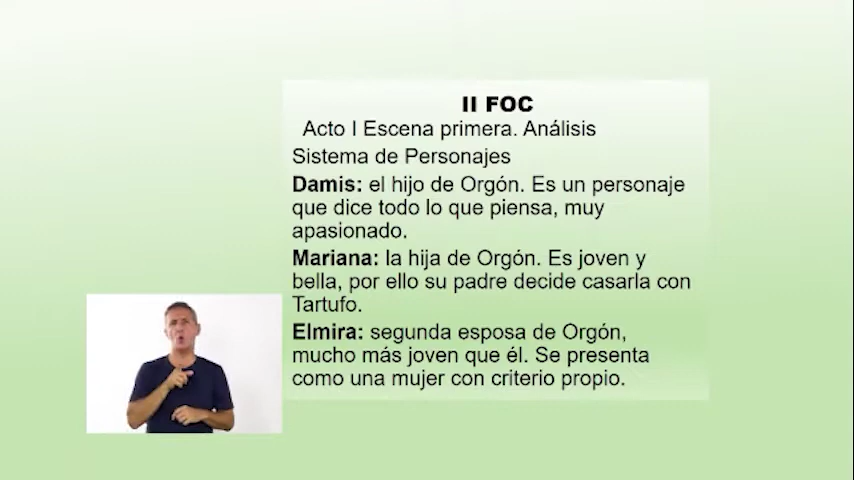 II FOC
Acto I Escena primera. Análisis
Sistema de Personajes
Damis: el hijo de Orgón. Es un personaje
que dice todo lo que piensa, muy
apasionado.
Mariana: la hija de Orgón. Es joven y
bella, por ello su padre decide casarla con
Tartufo.
Elmira: segunda esposa de Orgón,
mucho más joven que él. Se presenta
como una mujer con criterio propio.